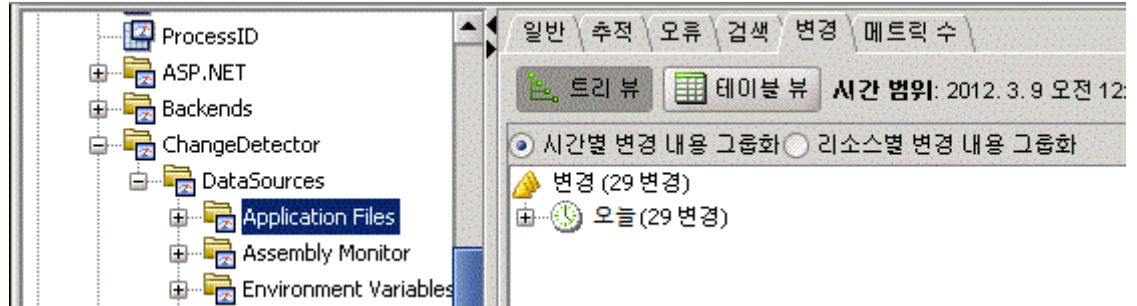 ProcessID
ASP.NET
Backends
ChangeDetector
DataSources
Application Files
Assembly Monitor
Environment Variables
일반 추적 오류 검색 변경 메트릭 수
트리 뷰 테이블 뷰 시간 범위: 2012. 3. 9 오전 12:
시간별 변경 내용 그룹화 리소스별 변경 내용 그룹화
변경 (29 변경)
오늘 (29 변경)